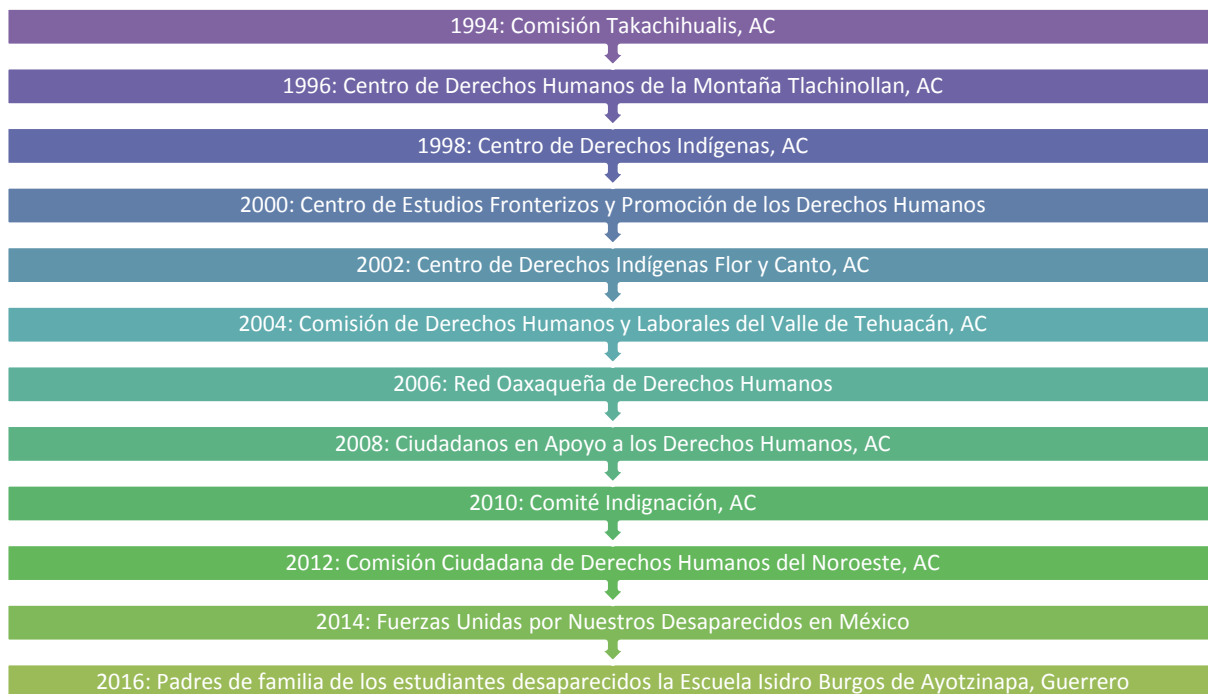 1994: Comisión Takachihualis, AC
1996: Centro de Derechos Humanos de la Montaña Tlachinollan, AC
1998: Centro de Derechos Indígenas, AC
2000: Centro de Estudios Fronterizos y Promoción de los Derechos Humanos
2002: Centro de Derechos Indígenas Flor y Canto, AC
2004: Comisión de Derechos Humanos y Laborales del Valle de Tehuacán, AC
2006: Red Oaxaqueña de Derechos Humanos
2008: Ciudadanos en Apoyo a los Derechos Humanos, AC
2010: Comité Indignación, AC
2012: Comisión Ciudadana de Derechos Humanos del Noroeste, AC
2014: Fuerzas Unidas por Nuestros Desaparecidos en México
2016: Padres de familia de los estudiantes desaparecidos la Escuela Isidro Burgos de Ayotzinapa, Guerrero